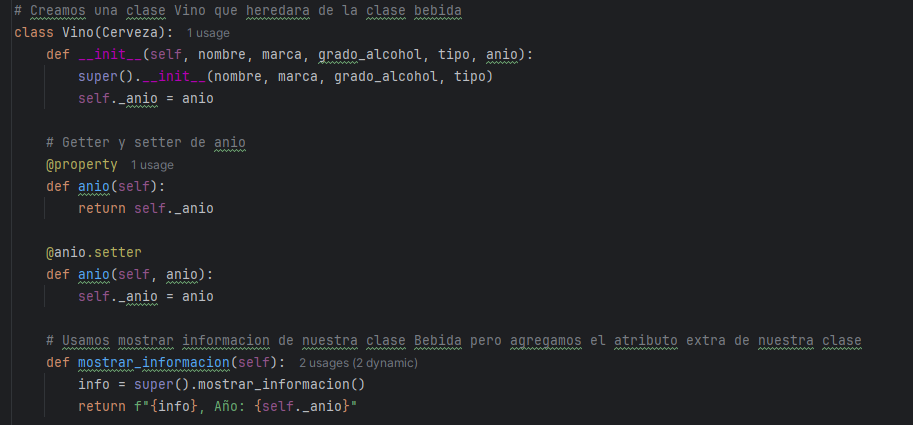 # Creamos una clase Vino que heredara de la clase bebida
class Vino(Cerveza): 1 usage
def __init__(self, nombre, marca, grado_alcohol, tipo, anio):
super().__init__(nombre, marca, grado_alcohol, tipo)
self._anio = anio
# Getter y setter de anio
@property 1 usage
def anio(self):
return self._anio
@anio.setter
def anio(self, anio):
self._anio = anio
# Usamos mostrar informacion de nuestra clase Bebida pero agregamos el atributo extra de nuestra clase
def mostrar_informacion(self): 2 usages (2 dynamic)
info = super().mostrar_informacion()
return f"{info}, Año: {self._anio}"